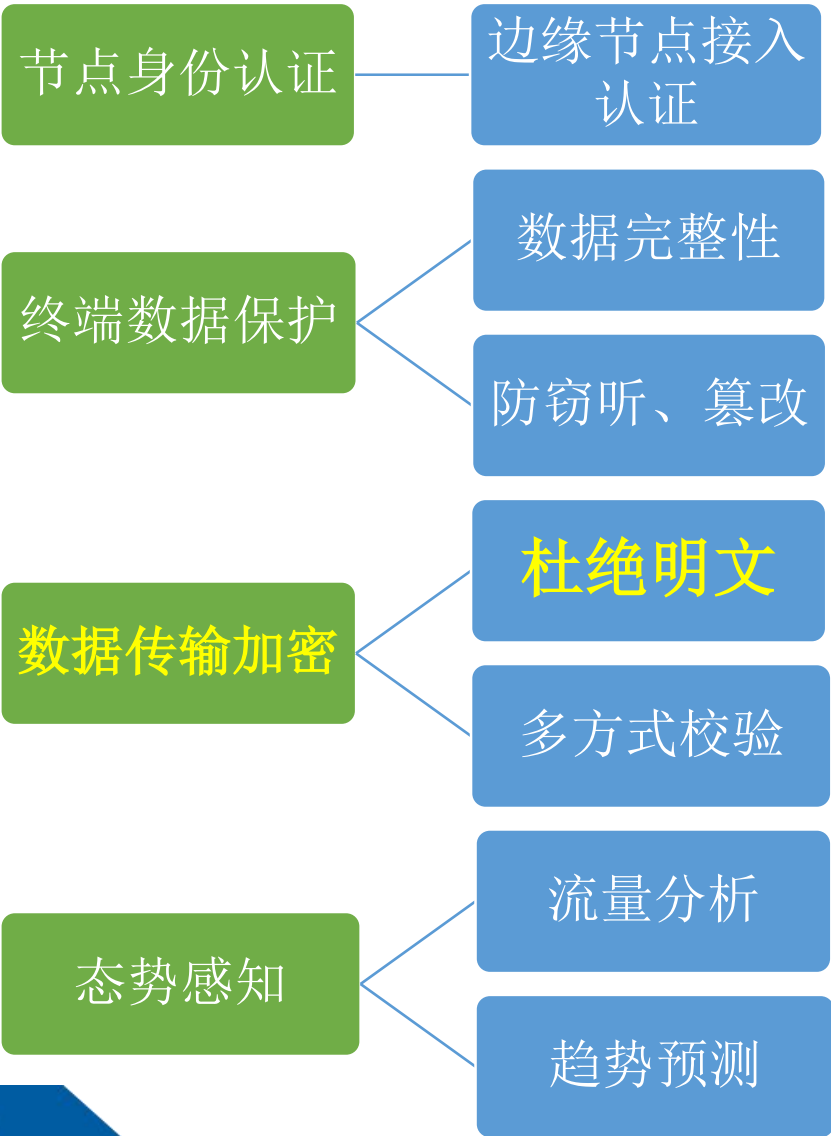 节点身份认证
边缘节点接入
认证
终端数据保护
数据完整性
防窃听、篡改
数据传输加密
杜绝明文
多方式校验
态势感知
流量分析
趋势预测